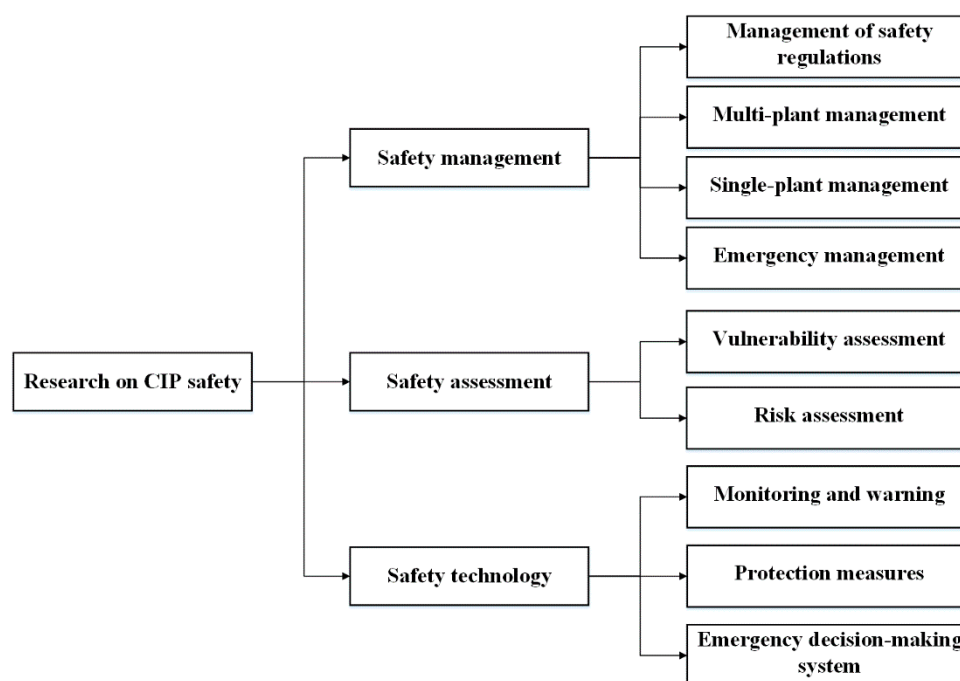 Research on CIP safety
Safety management
Management of safety
regulations
Multi-plant management
Single-plant management
Emergency management
Safety assessment
Vulnerability assessment
Risk assessment
Safety technology
Monitoring and warning
Protection measures
Emergency decision-making
system